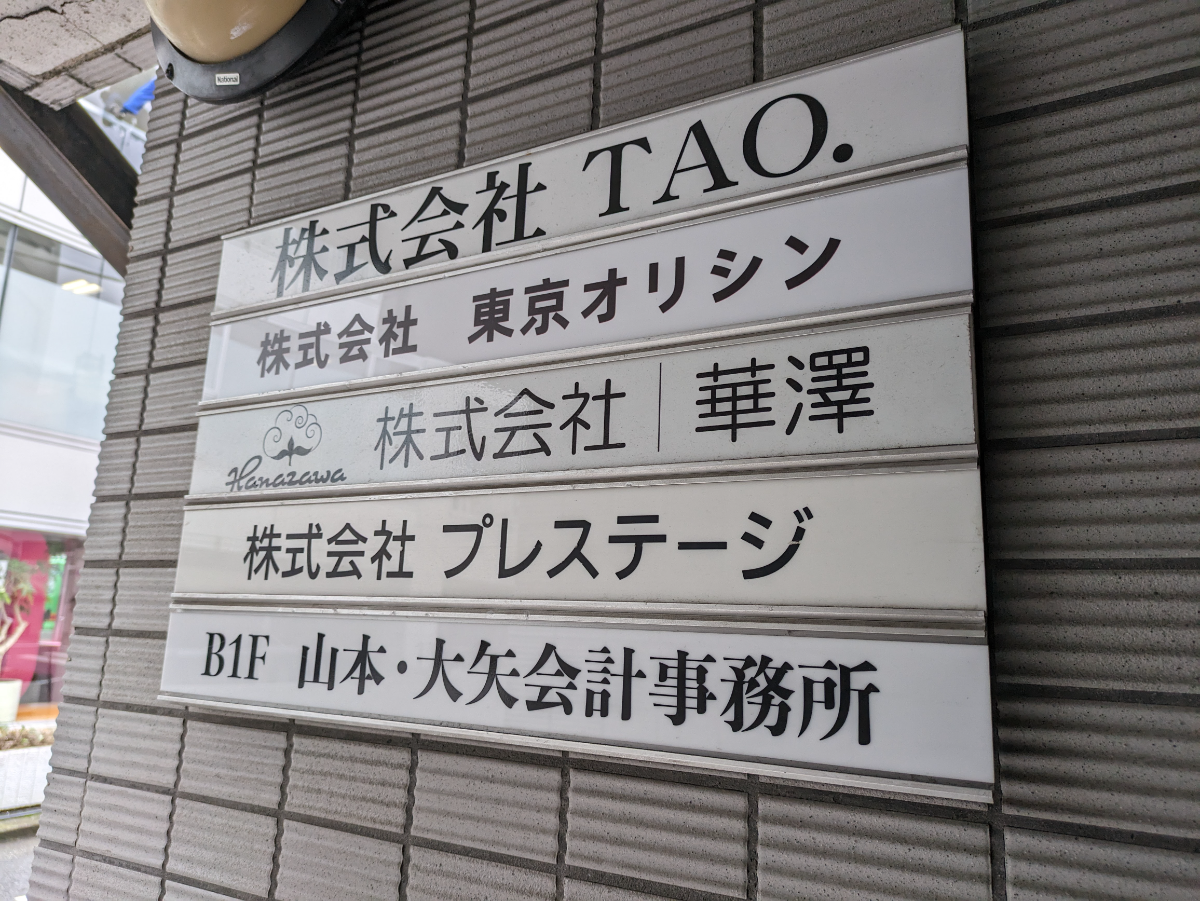 National
株式会社 TAO.
株式会社 東京オリシン
Hanazawa 株式会社 華澤
株式会社 プレステージ
B1F 山本・大矢会計事務所